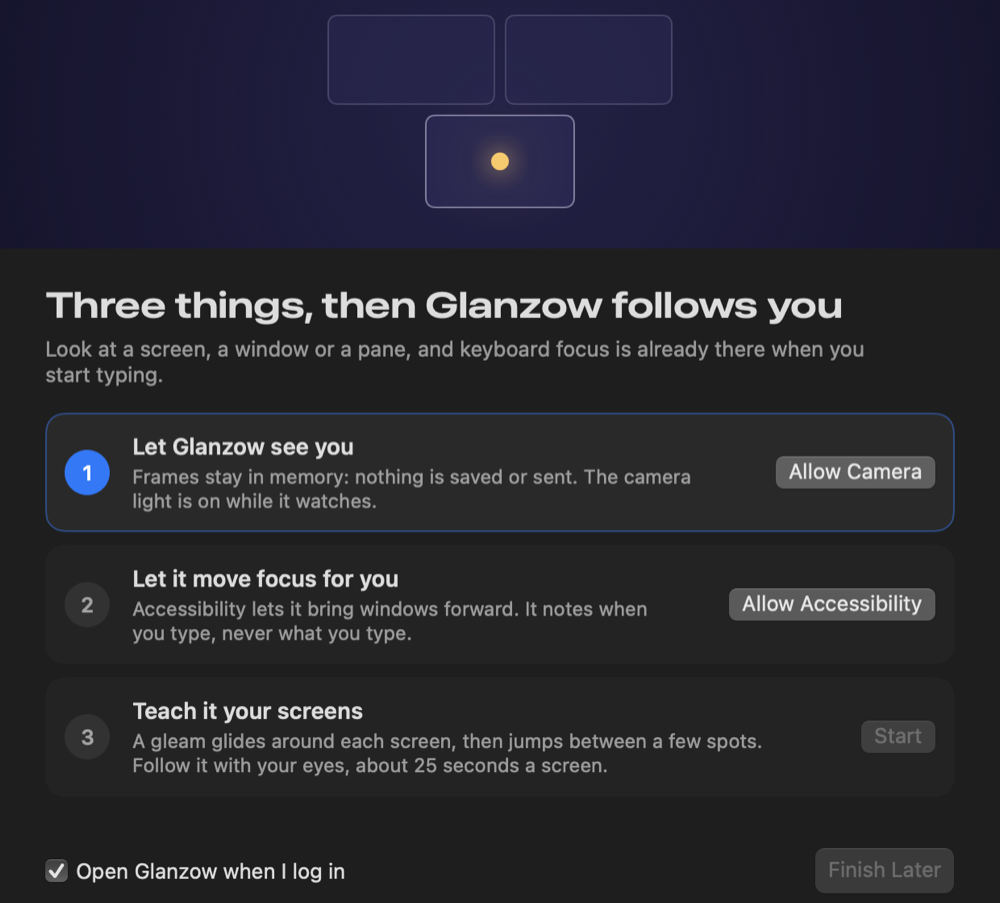 Three things, then Glanzow follows you
Look at a screen, a window or a pane, and keyboard focus is already there when you
start typing.
1
Let Glanzow see you
Frames stay in memory: nothing is saved or sent. The camera
light is on while it watches.
Allow Camera
2
Let it move focus for you
Accessibility lets it bring windows forward. It notes when
you type, never what you type.
Allow Accessibility
3
Teach it your screens
A gleam glides around each screen, then jumps between a few spots.
Follow it with your eyes, about 25 seconds a screen.
Start
Open Glanzow when I log in
Finish Later